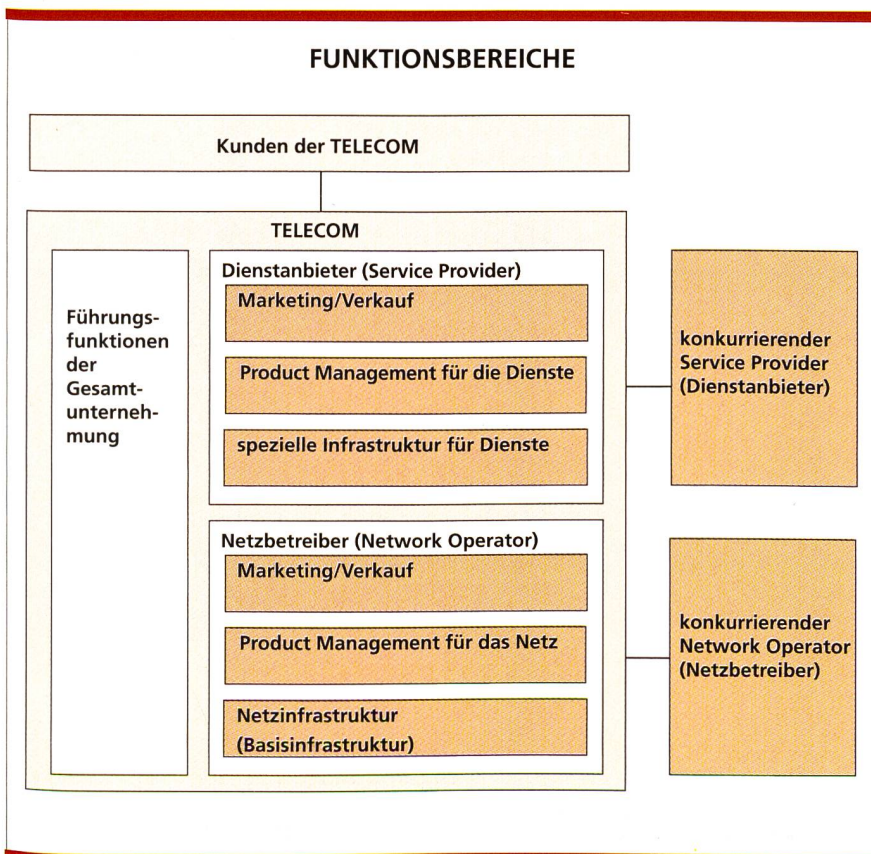 FUNKTIONSBEREICHE
Kunden der TELECOM
TELECOM
Führungs-
funktionen
der
Gesamt-
unterneh-
mung
Dienstanbieter (Service Provider)
Marketing/Verkauf
Product Management für die Dienste
spezielle Infrastruktur für Dienste
Netzbetreiber (Network Operator)
Marketing/Verkauf
Product Management für das Netz
Netzinfrastruktur
(Basisinfrastruktur)
konkurrierender
Service Provider
(Dienstanbieter)
konkurrierender
Network Operator
(Netzbetreiber)